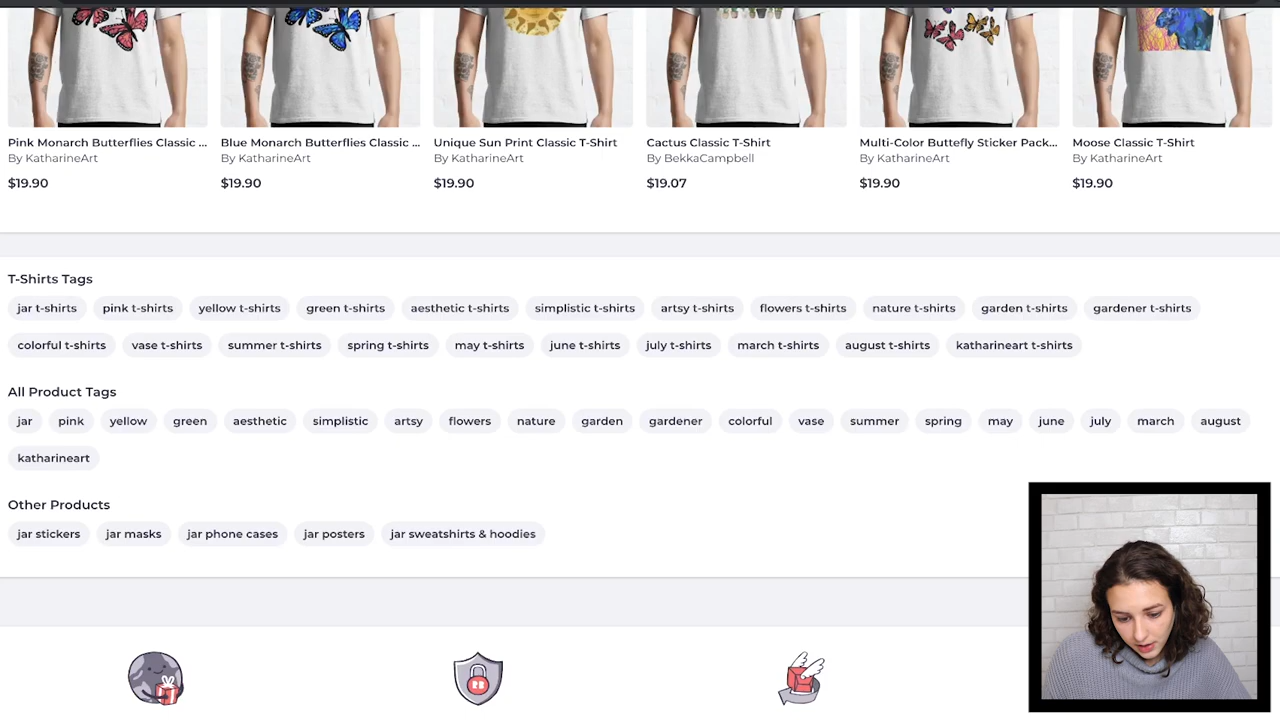 Pink Monarch Butterflies Classic ... Blue Monarch Butterflies Classic ... Unique Sun Print Classic T-Shirt Cactus Classic T-Shirt Multi-Color Buttefly Sticker Pack... Moose Classic T-Shirt
By KatharineArt By KatharineArt By KatharineArt By BekkaCampbell By KatharineArt By KatharineArt
$19.90 $19.90 $19.90 $19.07 $19.90 $19.90
T-Shirts Tags
jar t-shirts pink t-shirts yellow t-shirts green t-shirts aesthetic t-shirts simplistic t-shirts artsy t-shirts flowers t-shirts nature t-shirts garden t-shirts gardener t-shirts
colorful t-shirts vase t-shirts summer t-shirts spring t-shirts may t-shirts june t-shirts july t-shirts march t-shirts august t-shirts katharineart t-shirts
All Product Tags
jar pink yellow green aesthetic simplistic artsy flowers nature garden gardener colorful vase summer spring may june july march august
katharineart
Other Products
jar stickers jar masks jar phone cases jar posters jar sweatshirts & hoodies